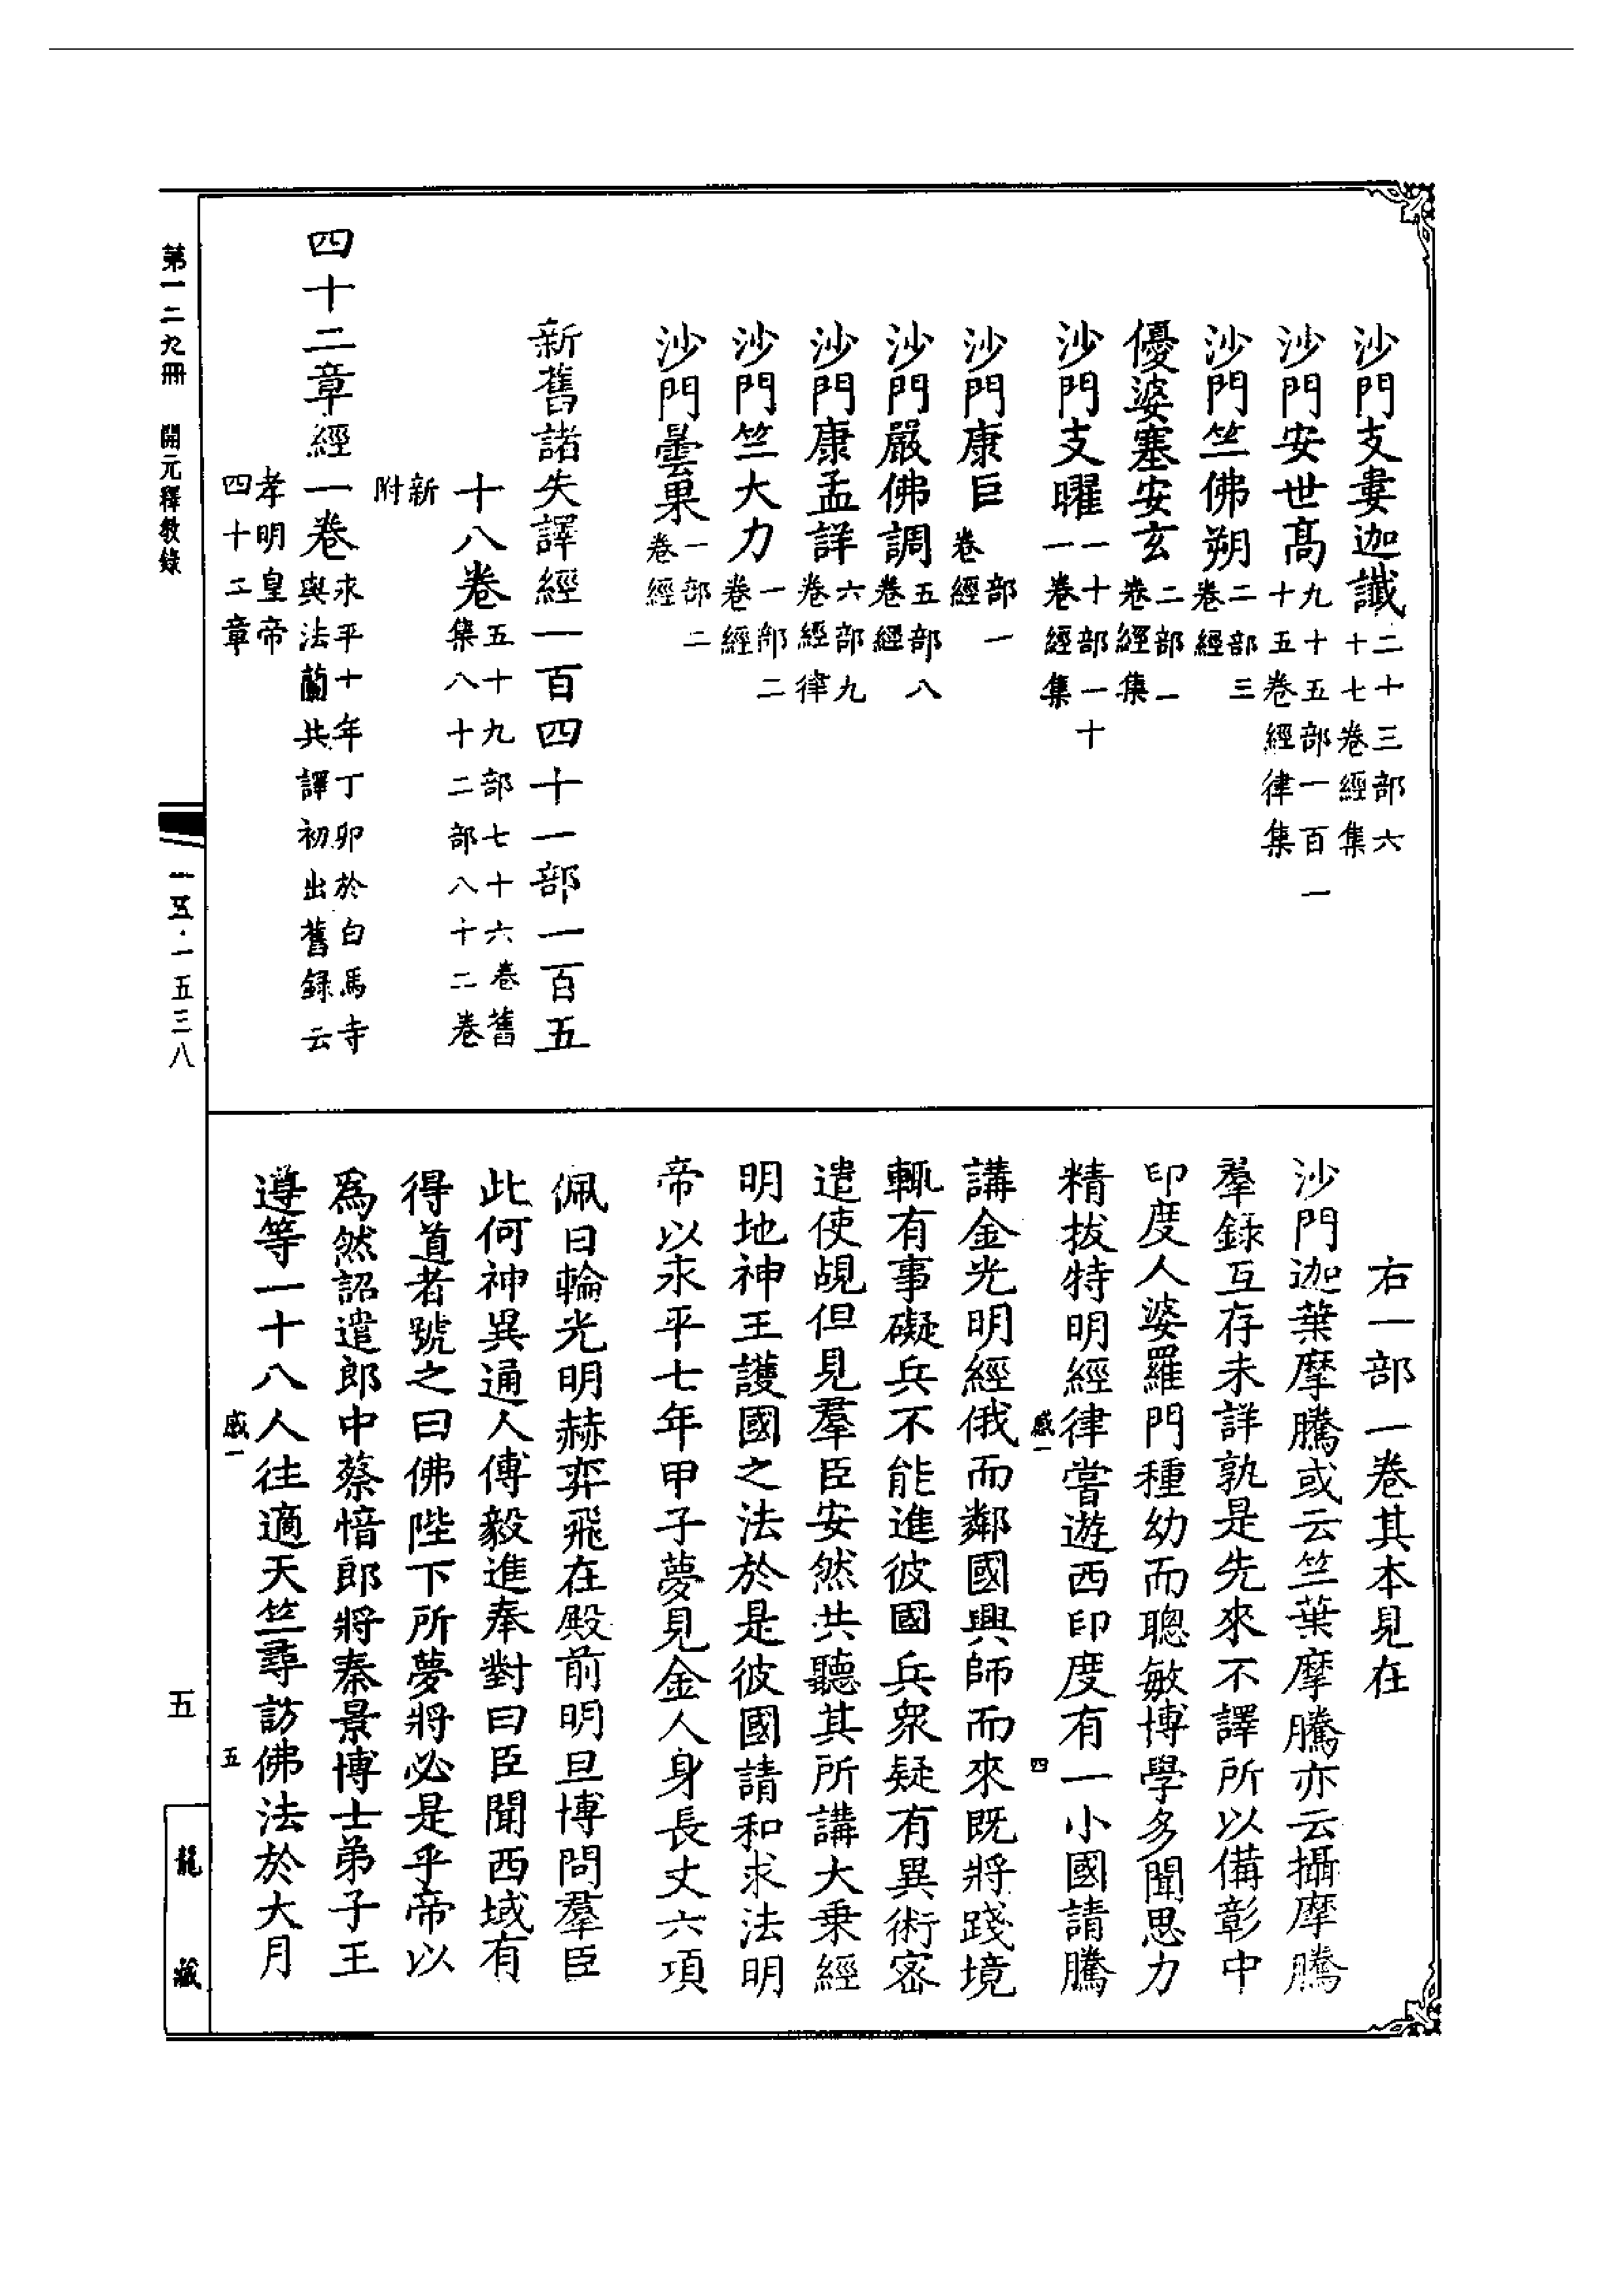 沙門支婁迦讖二十三部六十七卷經集
沙門安世高九十五部一百一十五卷經律集
沙門竺佛朔二部三卷經
優婆塞安玄二部一卷經集
沙門支曜一十部一十一卷經集
沙門康巨部一卷經
沙門嚴佛調五部八卷經
沙門康孟詳六部九卷經律
沙門竺大力一部二卷經
沙門曇果一部二卷經
新舊諸失譯經一百四十一部一百五
十八卷五十九部七十六卷舊集八十二部八十二卷
新附
四十二章經一卷永平十年丁卯於白馬寺與法蘭共譯初出舊錄云
孝明皇帝四十二章
右一部一卷其本見在
沙門迦葉摩騰或云竺葉摩騰亦云攝摩騰
羣錄互存未詳孰是先來不譯所以備彰中
印度人婆羅門種幼而聰敏博學多聞思力
精拔特明經律嘗遊西印度有一小國請騰
感一
四
講金光明經俄而鄰國興師而來既將踐境
輒有事礙兵不能進彼國兵衆疑有異術密
遣使覘但見羣臣安然共聽其所講大乘經
明地神王護國之法於是彼國請和求法明
帝以永平七年甲子夢見金人身長丈六項
佩日輪光明赫弈飛在殿前明旦博問羣臣
此何神異通人傅毅進奉對曰臣聞西域有
得道者號之曰佛陛下所夢將必是乎帝以
爲然詔遣郎中蔡愔郎將秦景博士弟子王
遵等一十八人往適天竺尋訪佛法於大月
感一
五
第一二九冊 開元釋教錄
一五·一五三八
五
龍藏